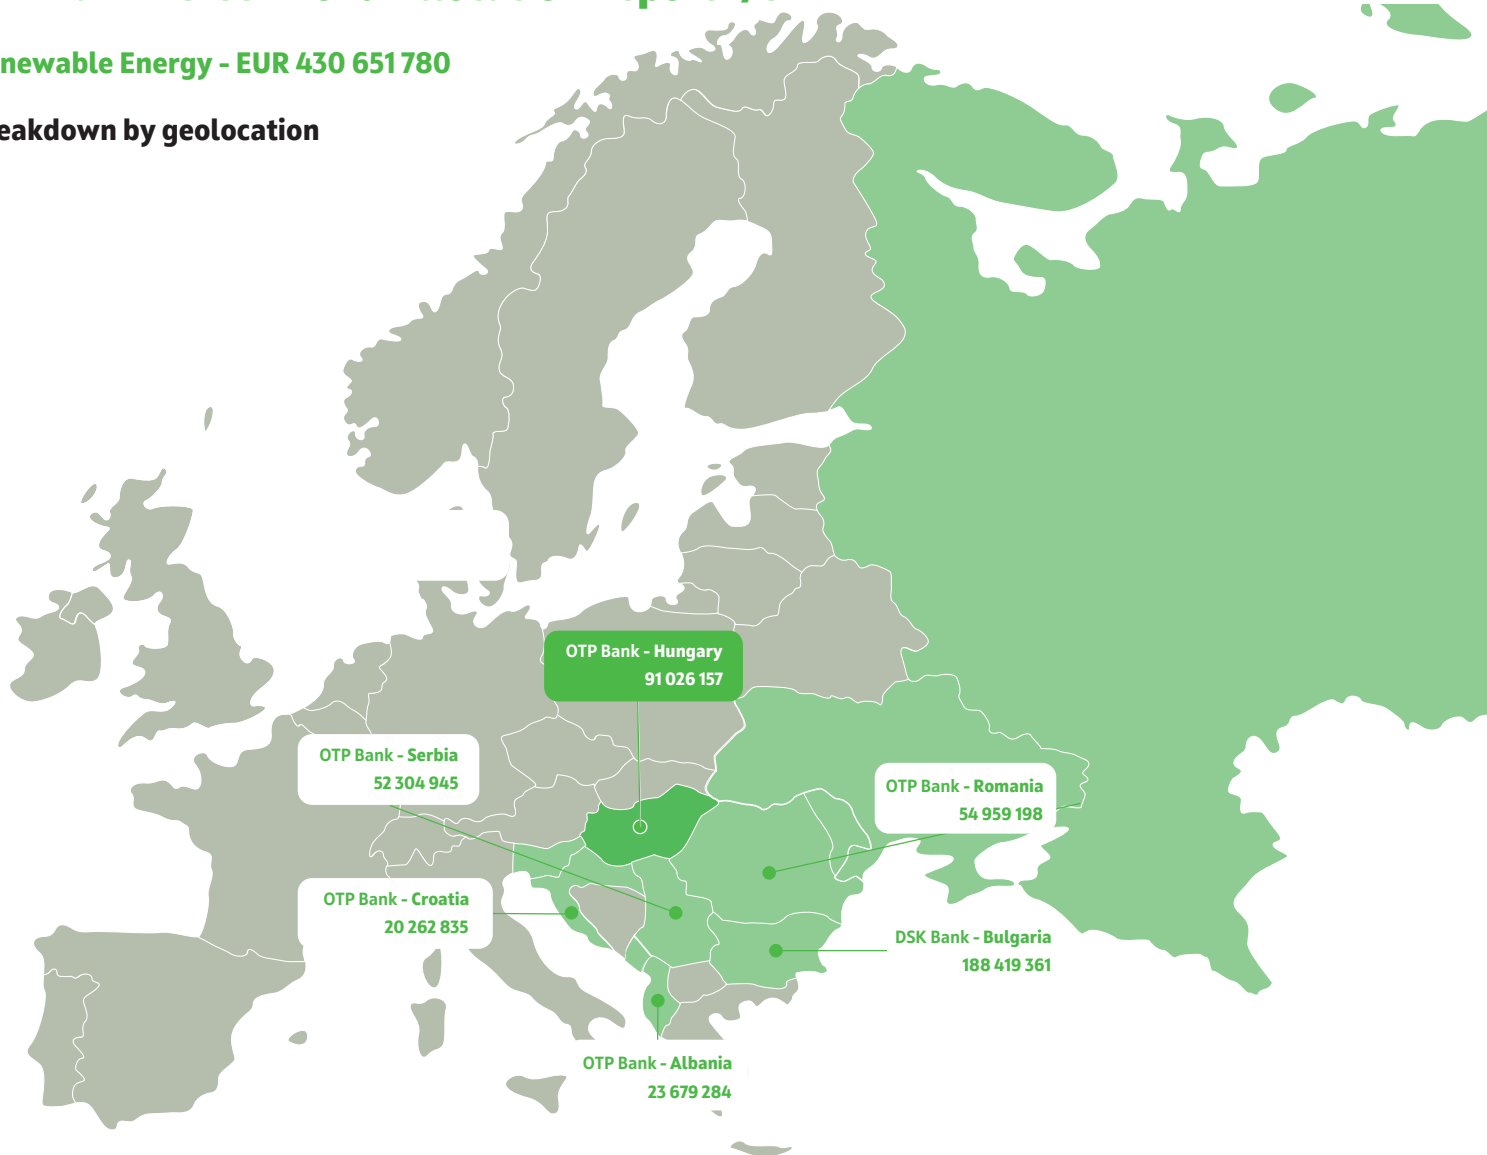 newable Energy - EUR 430 651 780
eakdown by geolocation
OTP Bank - Hungary
91 026 157
OTP Bank - Serbia
52 304 945
OTP Bank - Romania
54 959 198
OTP Bank - Croatia
20 262 835
DSK Bank - Bulgaria
188 419 361
OTP Bank - Albania
23 679 284